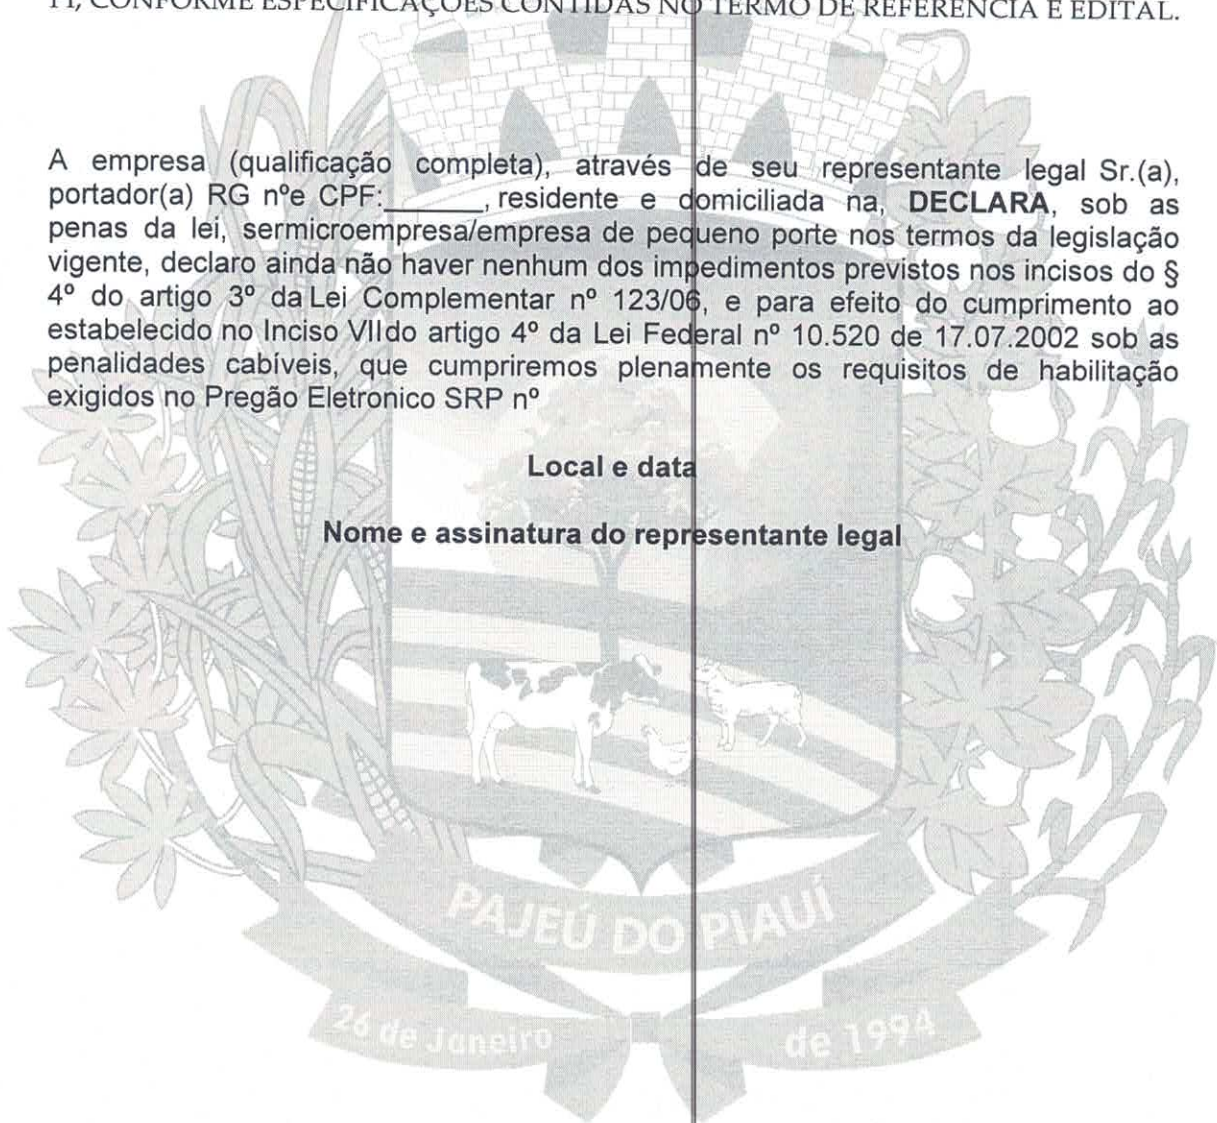 PI, CONFORME ESPECIFICAÇÕES CONTIDAS NO TERMO DE REFERÊNCIA E EDITAL.
A empresa (qualificação completa), através de seu representante legal Sr.(a),
portador(a) RG nºe CPF:______, residente e domiciliada na, DECLARA, sob as
penas da lei, sermicroempresa/empresa de pequeno porte nos termos da legislação
vigente, declaro ainda não haver nenhum dos impedimentos previstos nos incisos do §
4º do artigo 3º da Lei Complementar nº 123/06, e para efeito do cumprimento ao
estabelecido no Inciso VIIdo artigo 4º da Lei Federal nº 10.520 de 17.07.2002 sob as
penalidades cabíveis, que cumpriremos plenamente os requisitos de habilitação
exigidos no Pregão Eletronico SRP nº
Local e data
Nome e assinatura do representante legal
PAJEÚ DO PIAUÍ
26 de Janeiro de 1994